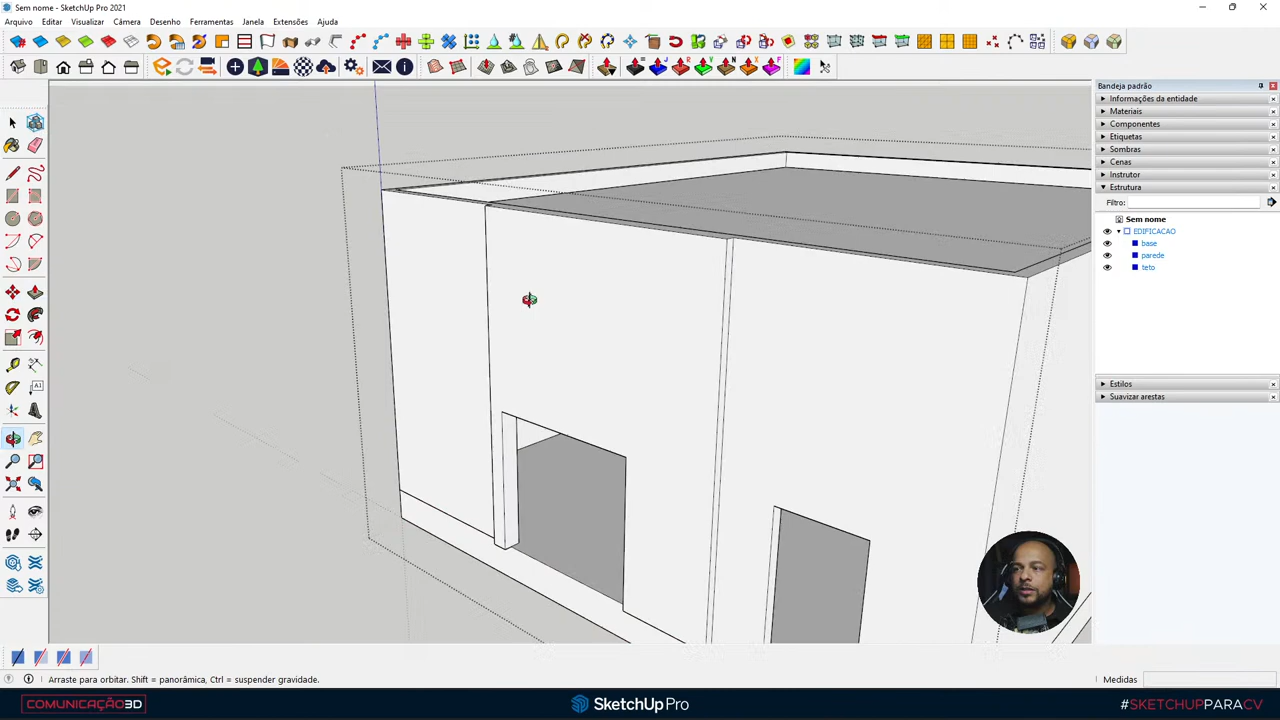 Sem nome - SketchUp Pro 2021
Arquivo Editar Visualizar Câmera Desenho Ferramentas Janela Extensões Ajuda
Bandeja padrão
Informações da entidade
Materiais
Componentes
Etiquetas
Sombras
Cenas
Instrutor
Estrutura
Filtro:
Sem nome
EDIFICACAO
base
parede
teto
Estilos
Suavizar arestas
Arraste para orbitar. Shift = panorâmica, Ctrl = suspender gravidade.
Medidas
COMUNICAÇÃO3D
SketchUp Pro
#SKETCHUPPARACV